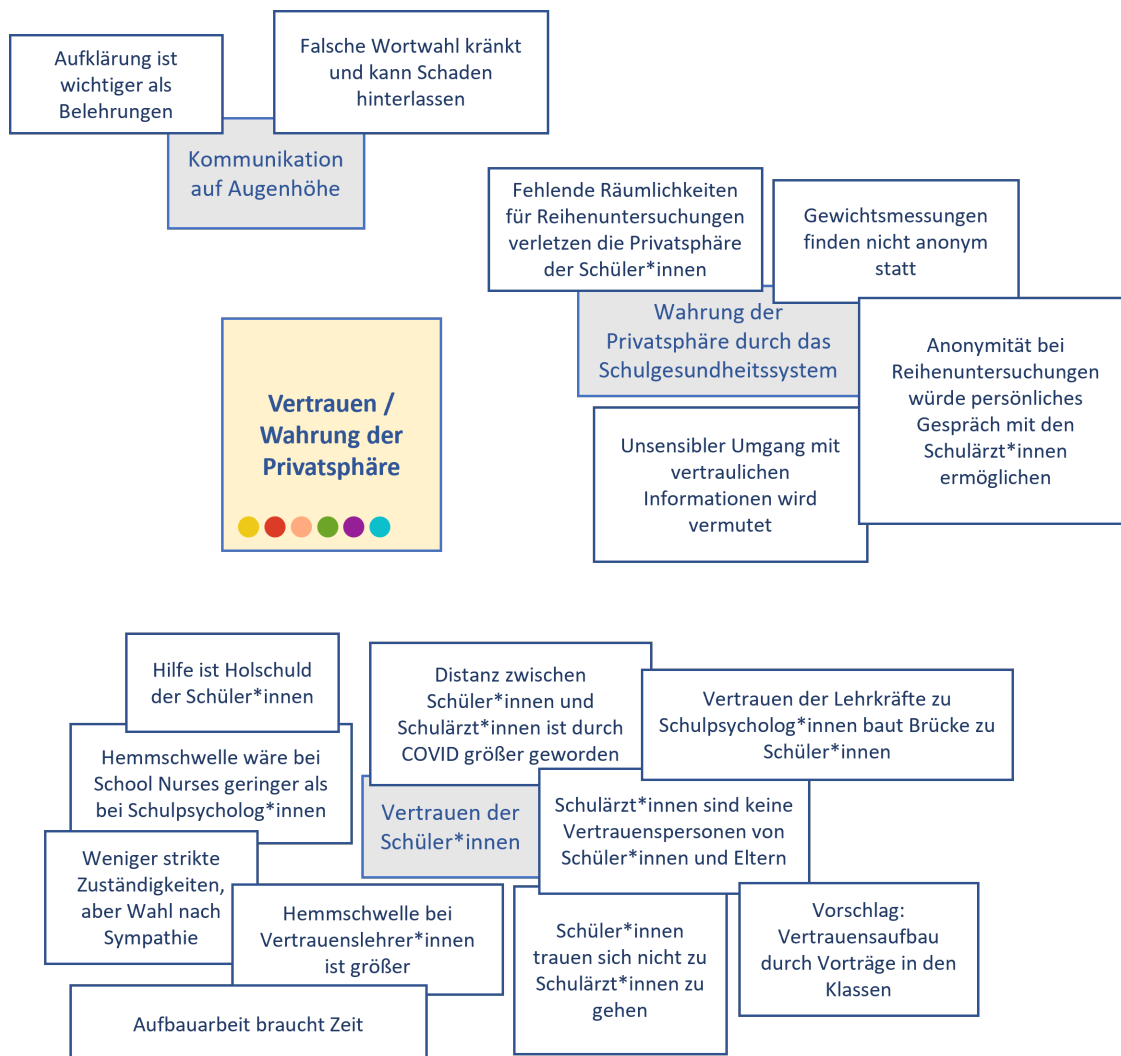 Aufklärung ist
wichtiger als
Belehrungen
Falsche Wortwahl kränkt
und kann Schaden
hinterlassen
Kommunikation
auf Augenhöhe
Fehlende Räumlichkeiten
für Reihenuntersuchungen
verletzen die Privatsphäre
der Schüler*innen
Gewichtsmessungen
finden nicht anonym
statt
Wahrung der
Privatsphäre durch das
Schulgesundheitssystem
Anonymität bei
Reihenuntersuchungen
würde persönliches
Gespräch mit den
Schulärzt*innen
ermöglichen
Unsensibler Umgang mit
vertraulichen
Informationen wird
vermutet
Vertrauen /
Wahrung der
Privatsphäre
Hilfe ist Holschuld
der Schüler*innen
Distanz zwischen
Schüler*innen und
Schulärzt*innen ist durch
COVID größer geworden
Vertrauen der Lehrkräfte zu
Schulpsycholog*innen baut Brücke zu
Schüler*innen
Hemmschwelle wäre bei
School Nurses geringer als
bei Schulpsycholog*innen
Vertrauen der
Schüler*innen
Schulärzt*innen sind keine
Vertrauenspersonen von
Schüler*innen und Eltern
Weniger strikte
Zuständigkeiten,
aber Wahl nach
Sympathie
Hemmschwelle bei
Vertrauenslehrer*innen
ist größer
Schüler*innen
trauen sich nicht zu
Schulärzt*innen zu
gehen
Vorschlag:
Vertrauensaufbau
durch Vorträge in den
Klassen
Aufbauarbeit braucht Zeit